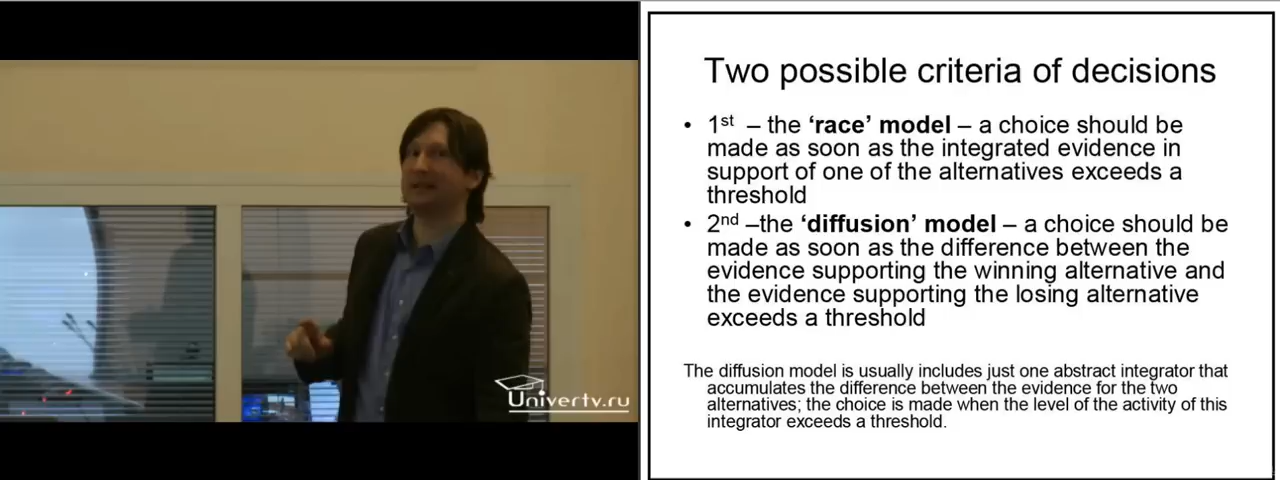 Univertv.ru
Two possible criteria of decisions
• 1st – the ‘race’ model – a choice should be
made as soon as the integrated evidence in
support of one of the alternatives exceeds a
threshold
• 2nd –the ‘diffusion’ model – a choice should be
made as soon as the difference between the
evidence supporting the winning alternative and
the evidence supporting the losing alternative
exceeds a threshold
The diffusion model is usually includes just one abstract integrator that
accumulates the difference between the evidence for the two
alternatives; the choice is made when the level of the activity of this
integrator exceeds a threshold.